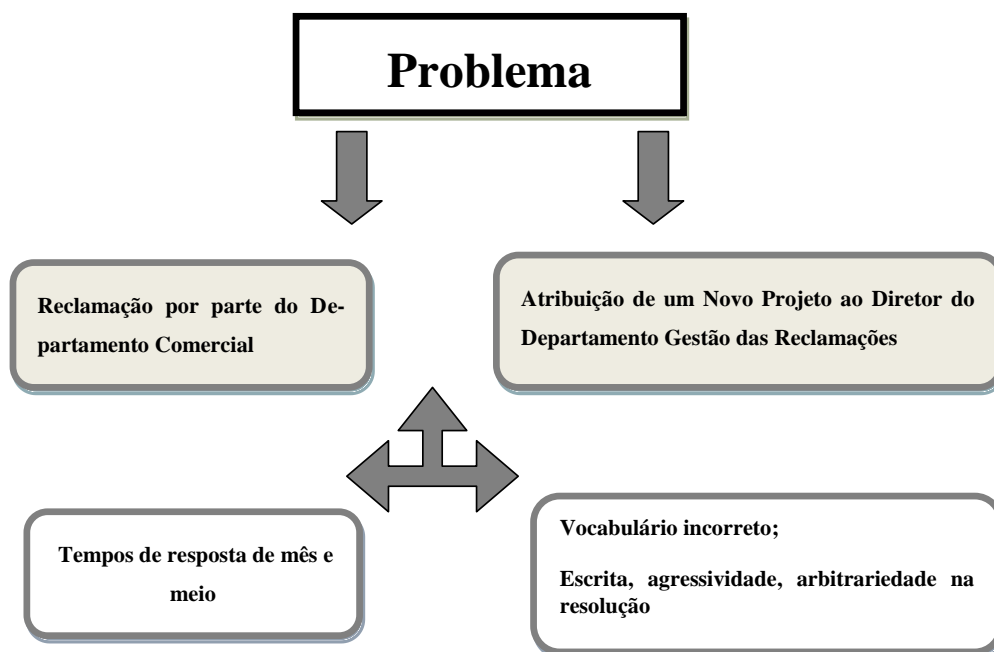 Problema
Reclamação por parte do De-
partamento Comercial
Atribuição de um Novo Projeto ao Diretor do
Departamento Gestão das Reclamações
Tempos de resposta de mês e
meio
Vocabulário incorreto;
Escrita, agressividade, arbitrariedade na
resolução